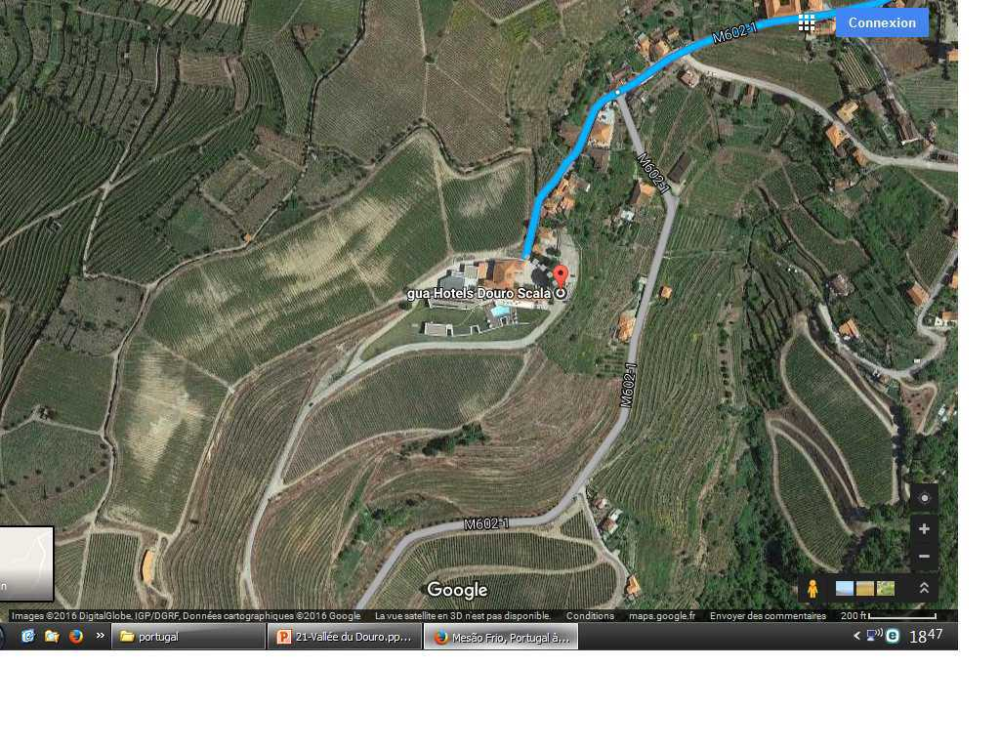 M602-1
Connexion
M602-1
gua Hotels Douro Scala
M602-1
M602-1
n
Google
Images ©2016 DigitalGlobe, IGP/DGRF, Données cartographiques ©2016 Google La vue satellite en 3D n'est pas disponible. Conditions maps.google.fr Envoyer des commentaires 200 ft
portugal 21-Vallée du Douro.pp... Mesão Frio, Portugal à... 18:47